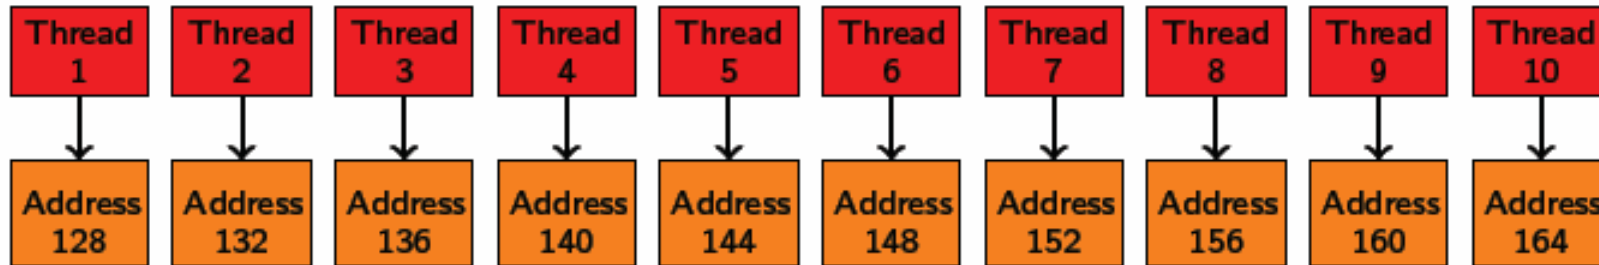 Thread
1
Thread
2
Thread
3
Thread
4
Thread
5
Thread
6
Thread
7
Thread
8
Thread
9
Thread
10
Address
128
Address
132
Address
136
Address
140
Address
144
Address
148
Address
152
Address
156
Address
160
Address
164